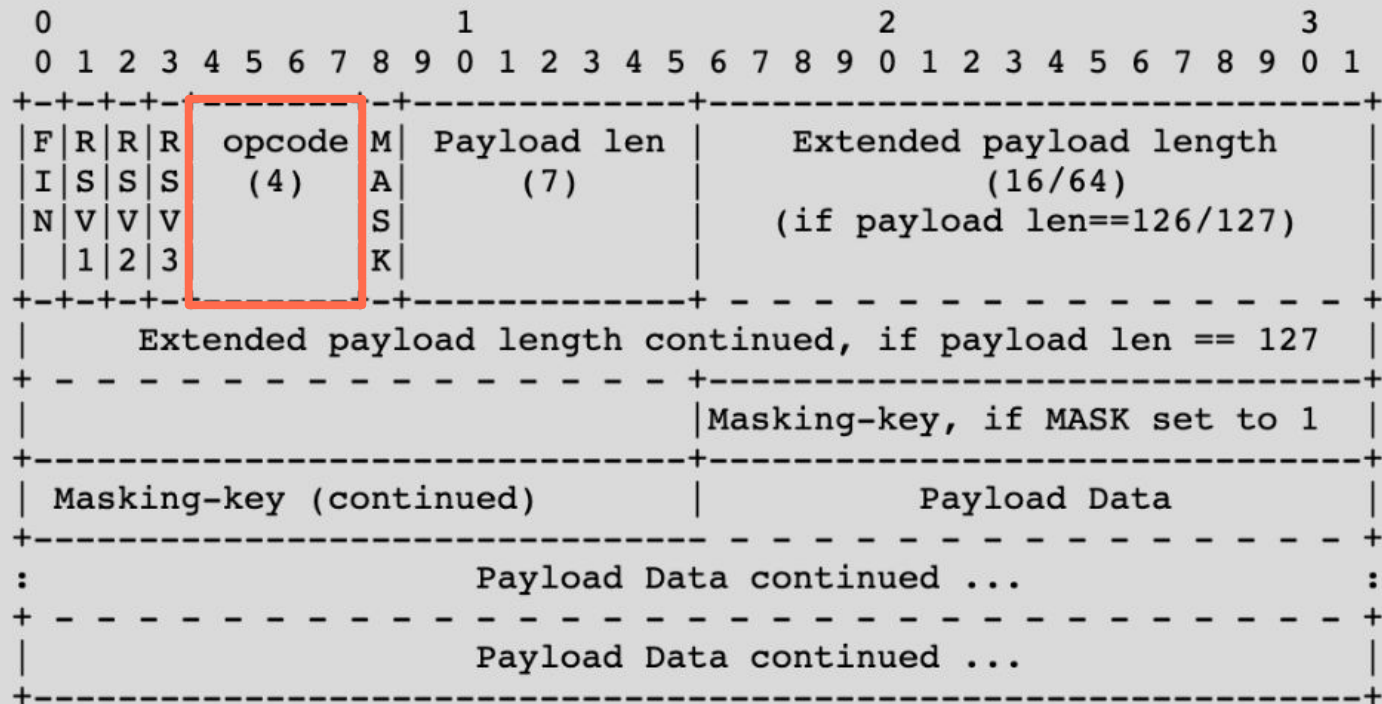 0 1 2 3
0 1 2 3 4 5 6 7 8 9 0 1 2 3 4 5 6 7 8 9 0 1 2 3 4 5 6 7 8 9 0 1
+-+-+-+-+-------+-+-------------+-------------------------------+
|F|R|R|R| opcode|M| Payload len | Extended payload length |
|I|S|S|S| (4) |A| (7) | (16/64) |
|N|V|V|V| |S| | (if payload len==126/127) |
| |1|2|3| |K| | |
+-+-+-+-+-------+-+-------------+ - - - - - - - - - - - - - - - +
| Extended payload length continued, if payload len == 127 |
+ - - - - - - - - - - - - - - - +-------------------------------+
| |Masking-key, if MASK set to 1 |
+-------------------------------+-------------------------------+
| Masking-key (continued) | Payload Data |
+-------------------------------- - - - - - - - - - - - - - - - +
: Payload Data continued ... :
+ - - - - - - - - - - - - - - - - - - - - - - - - - - - - - - - +
| Payload Data continued ... |
+---------------------------------------------------------------+